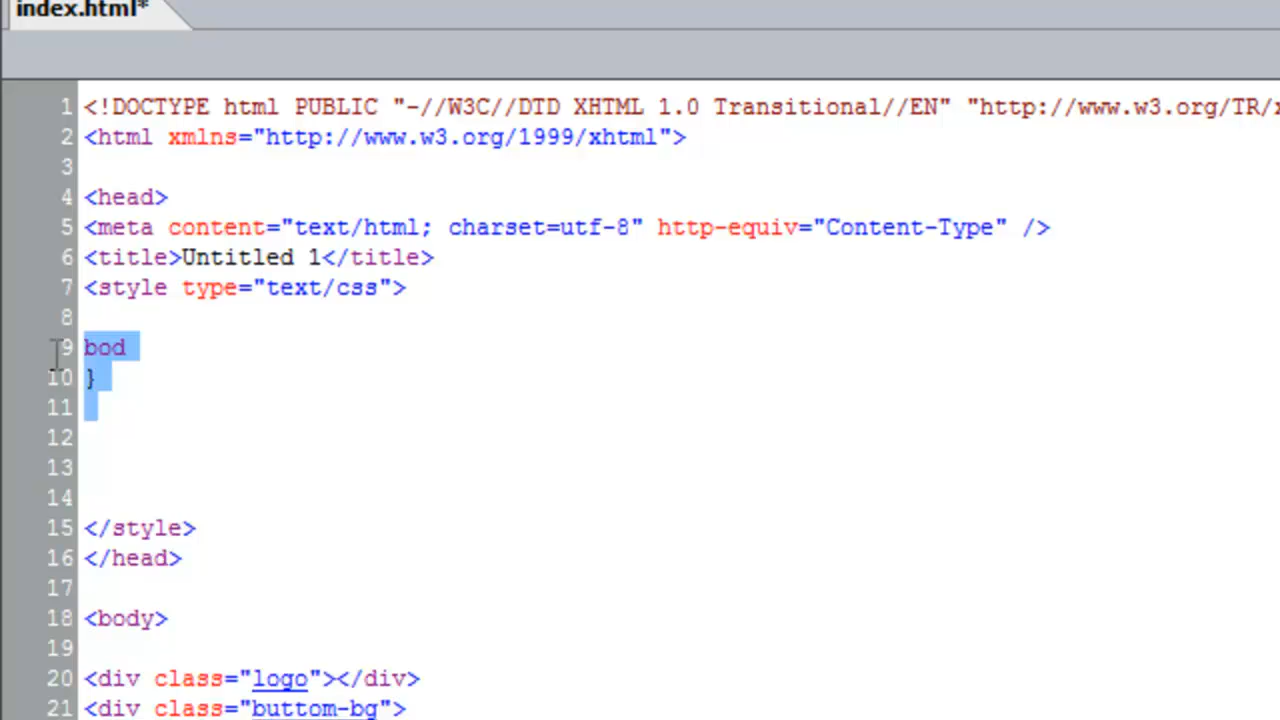 index.html*
1 <!DOCTYPE html PUBLIC "-//W3C//DTD XHTML 1.0 Transitional//EN" "http://www.w3.org/TR/
2 <html xmlns="http://www.w3.org/1999/xhtml">
3
4 <head>
5 <meta content="text/html; charset=utf-8" http-equiv="Content-Type" />
6 <title>Untitled 1</title>
7 <style type="text/css">
8
9 bod
10 }
11
12
13
14
15 </style>
16 </head>
17
18 <body>
19
20 <div class="logo"></div>
21 <div class="buttom-bg">